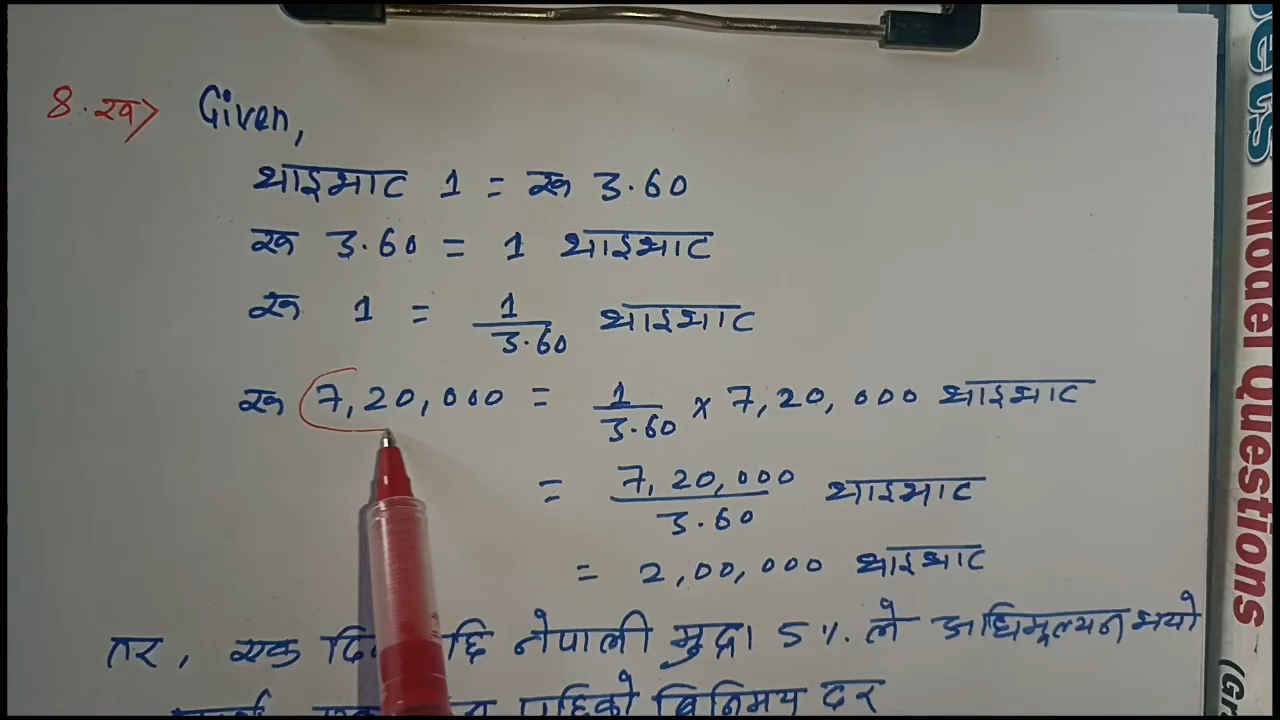 8.ख> Given,
थाइभाट 1 = रू 3.60
रू 3.60 = 1 थाइभाट
रू 1 = 1/3.60 थाइभाट
रू 7,20,000 = 1/3.60 × 7,20,000 थाइभाट
= 7,20,000/3.60 थाइभाट
= 2,00,000 थाइभाट
तर, एक नेपाली मुद्रा 5%. ले अधिमूल्यन भयो
विनिमय दर
Model Questions